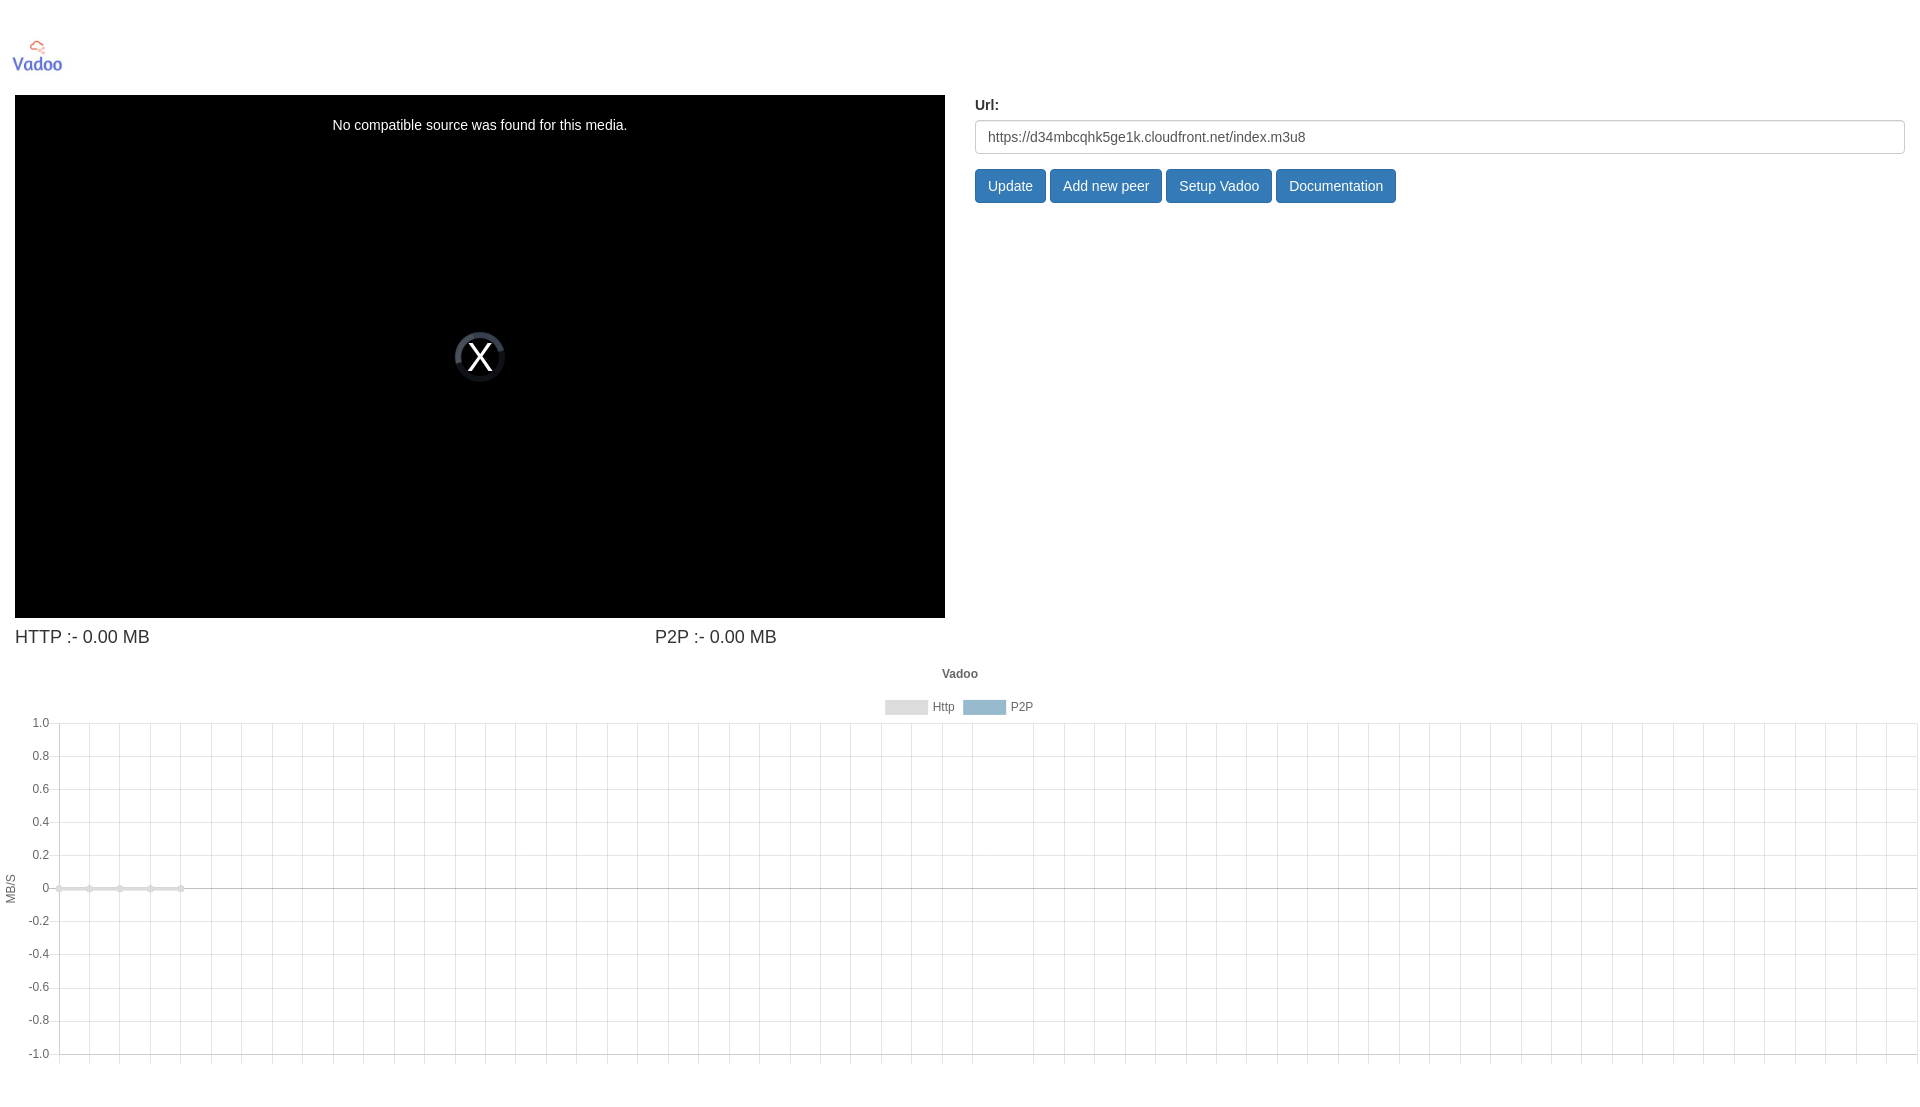 Vadoo
No compatible source was found for this media.
X
Url:
https://d34mbcqhk5ge1k.cloudfront.net/index.m3u8
Update Add new peer Setup Vadoo Documentation
HTTP :- 0.00 MB
P2P :- 0.00 MB
Vadoo
Http P2P
MB/S
1.0
0.8
0.6
0.4
0.2
0
-0.2
-0.4
-0.6
-0.8
-1.0